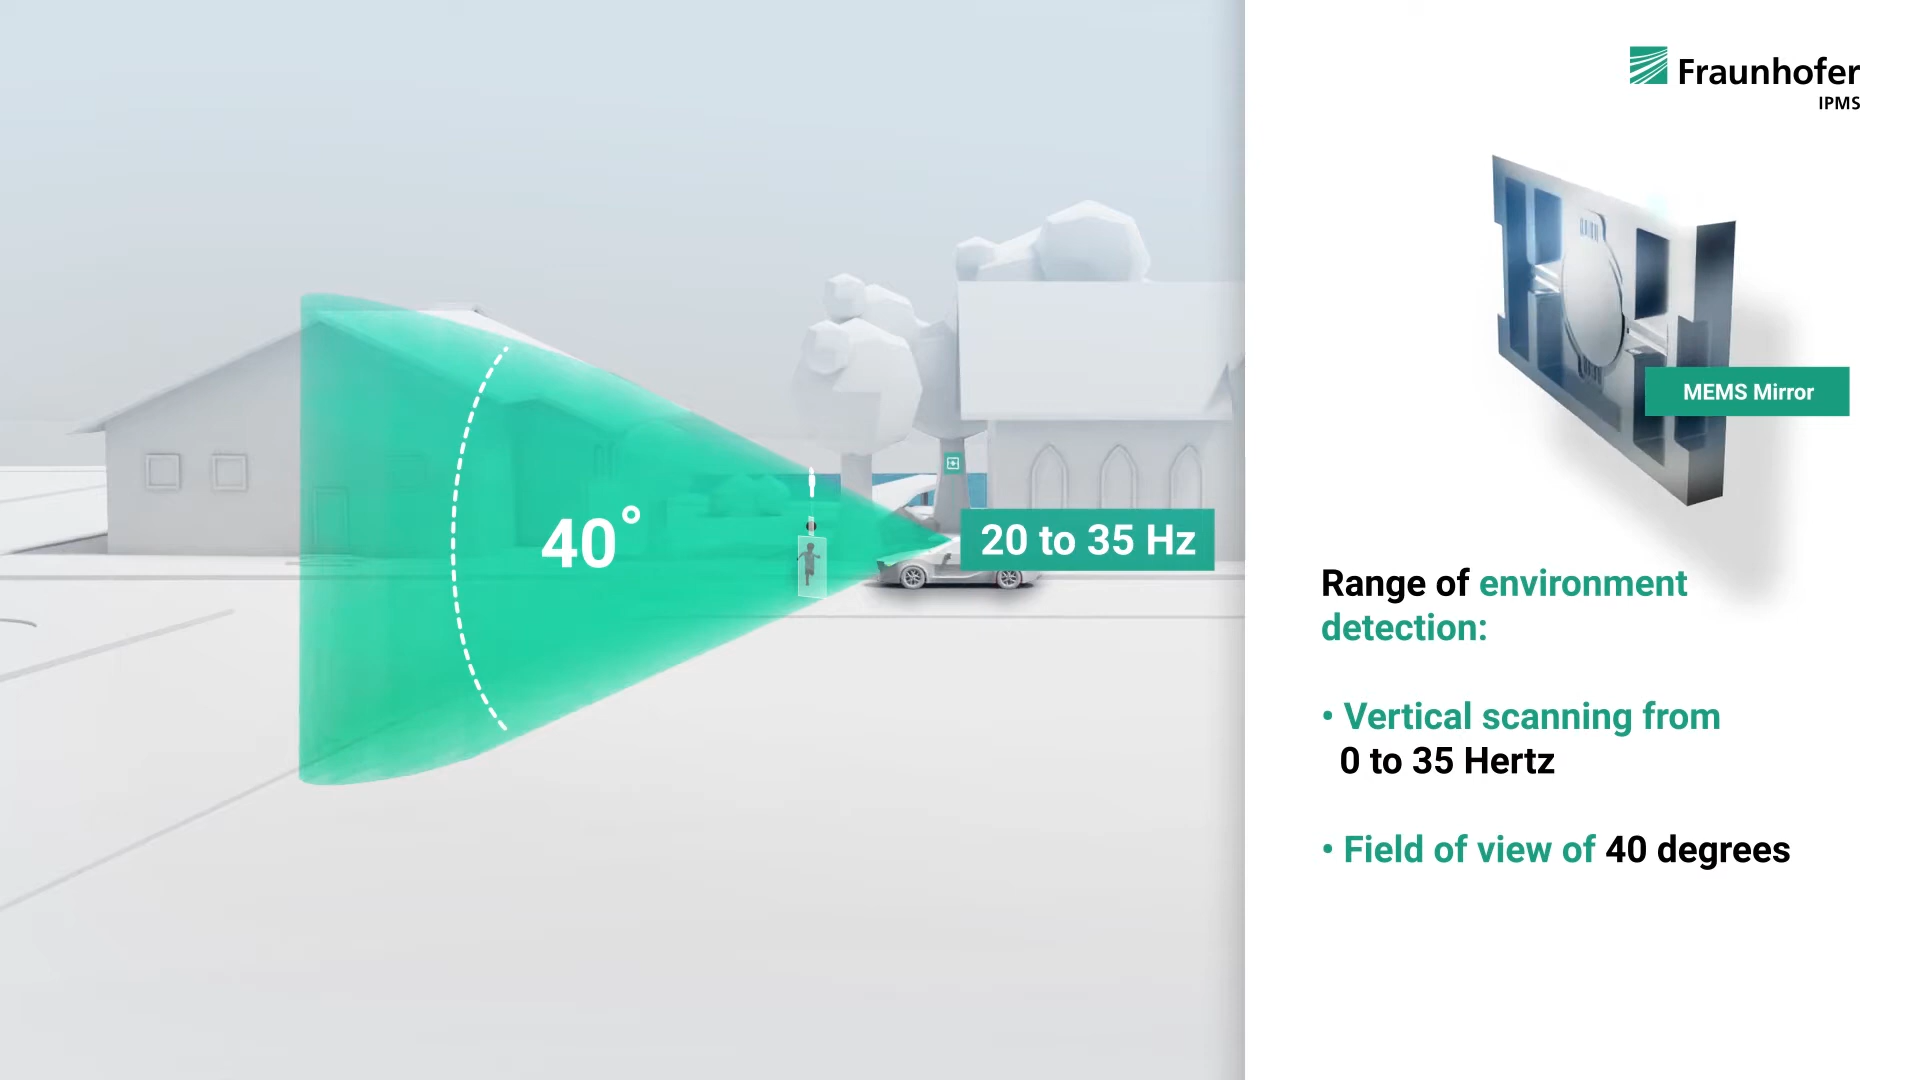 40°
20 to 35 Hz
Fraunhofer
IPMS
MEMS Mirror
Range of environment
detection:
• Vertical scanning from
0 to 35 Hertz
• Field of view of 40 degrees